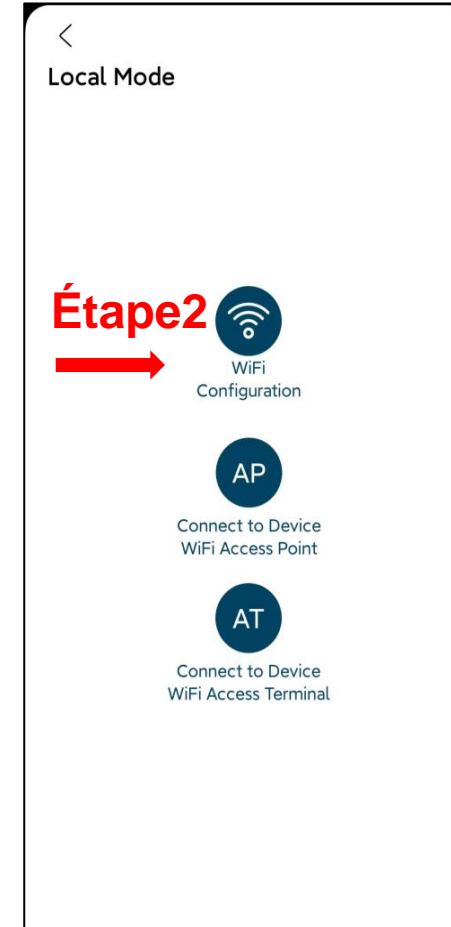 Local Mode
Étape2
WiFi
Configuration
AP
Connect to Device
WiFi Access Point
AT
Connect to Device
WiFi Access Terminal